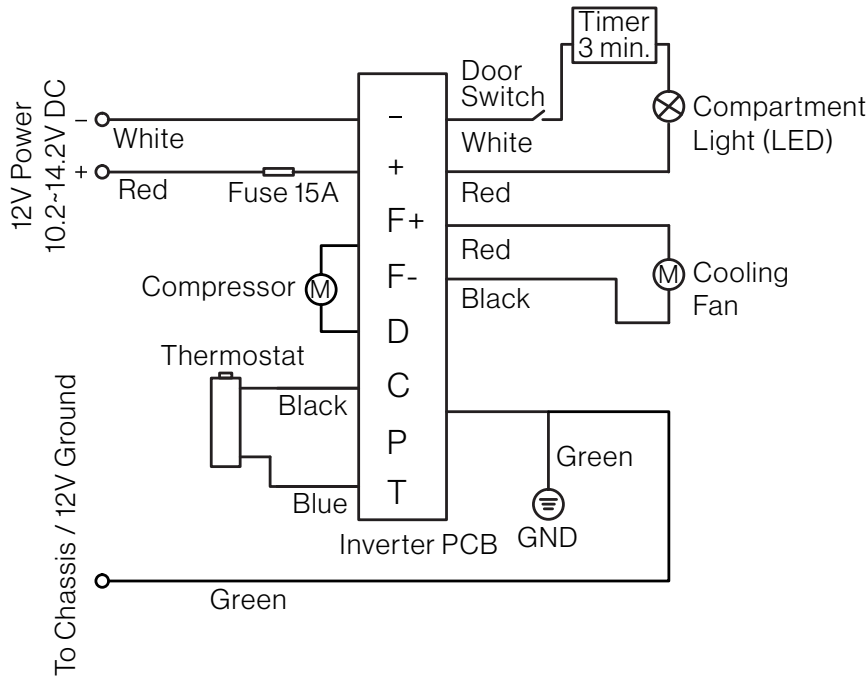 Timer
3 min.
Door
Switch
White
Compartment
Light (LED)
Red
12V Power
10.2~14.2V DC
–
White
+
Red
Fuse 15A
–
+
F+
F-
D
C
P
T
Red
Black
M
Cooling
Fan
Compressor
M
Thermostat
Black
Blue
Inverter PCB
Green
GND
To Chassis / 12V Ground
Green